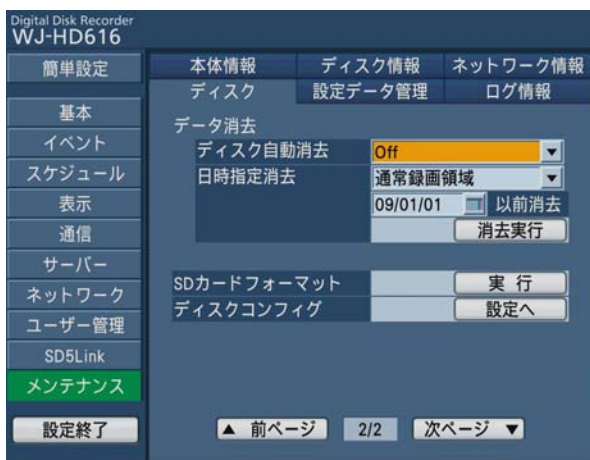 Digital Disk Recorder
WJ-HD616
簡単設定
基本
イベント
スケジュール
表示
通信
サーバー
ネットワーク
ユーザー管理
SD5Link
メンテナンス
設定終了
本体情報 ディスク情報 ネットワーク情報
ディスク 設定データ管理 ログ情報
データ消去
ディスク自動消去 Off ▼
日時指定消去 通常録画領域 ▼
09/01/01 以前消去
消去実行
SDカードフォーマット 実 行
ディスクコンフィグ 設定へ
▲ 前ページ 2/2 次ページ ▼